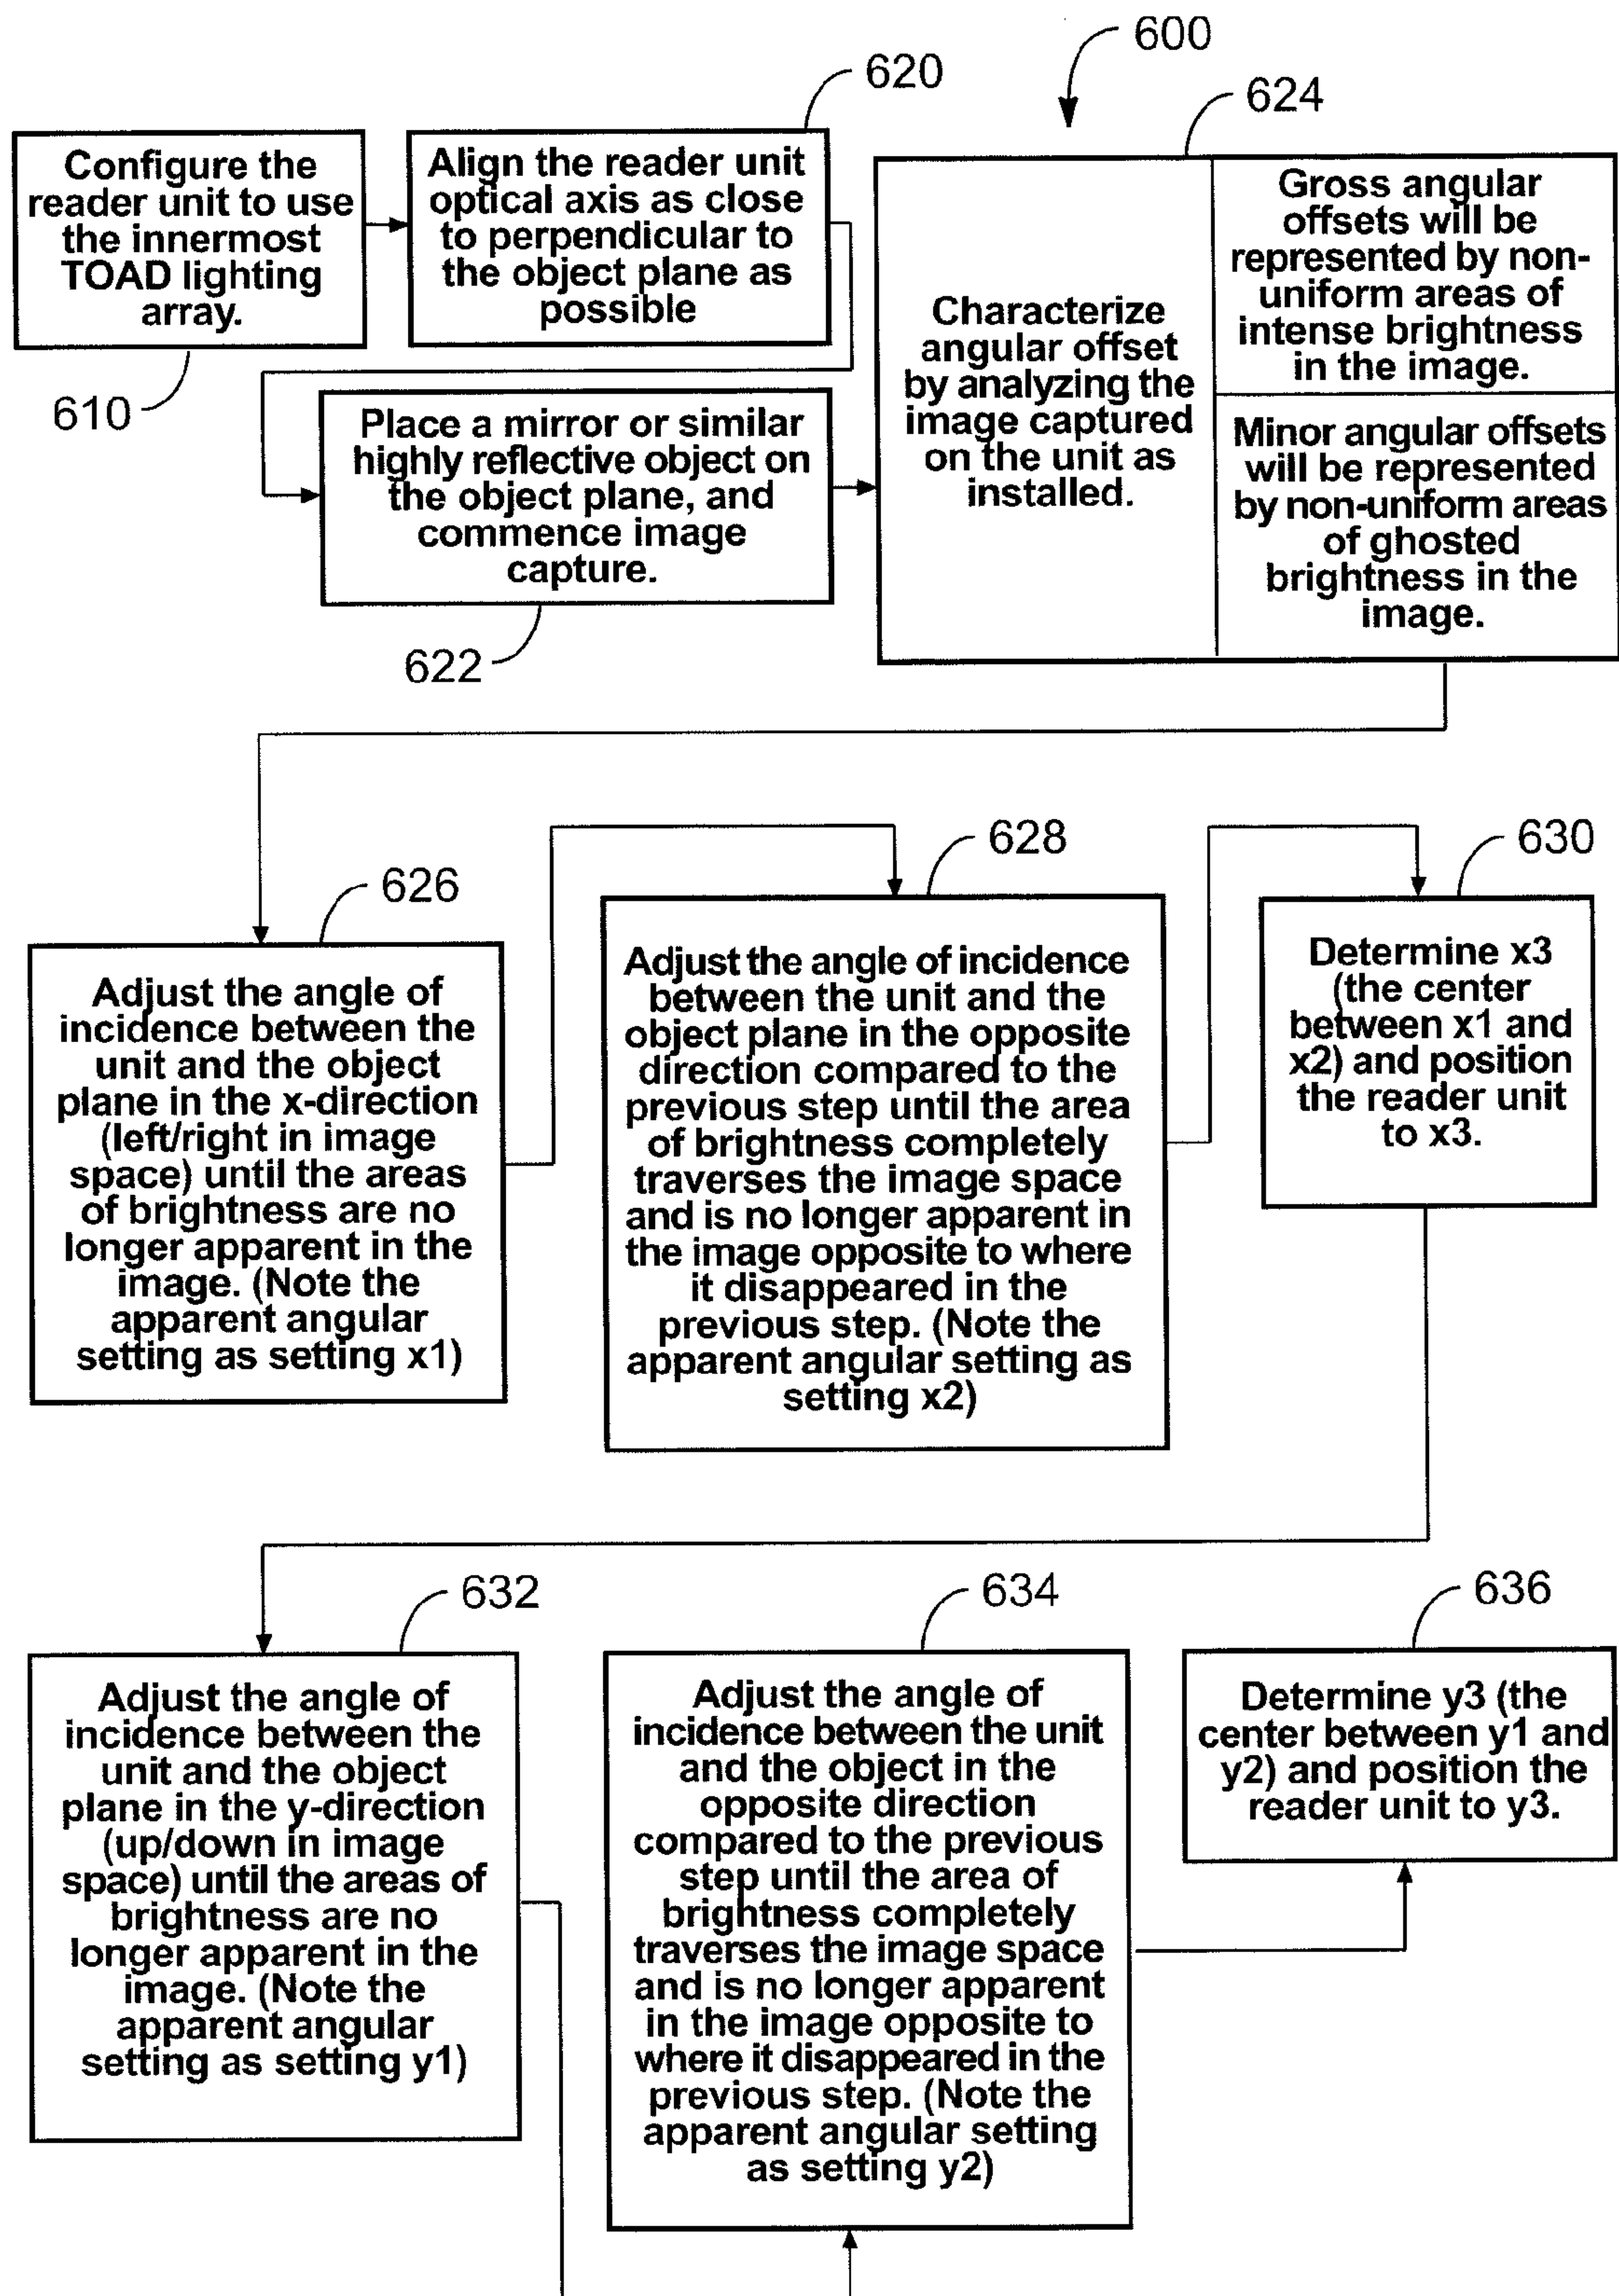 600
620
624
Configure the
reader unit to use
the innermost
TOAD lighting
array.
610
Align the reader unit
optical axis as close
to perpendicular to
the object plane as
possible
Place a mirror or similar
highly reflective object on
the object plane, and
commence image
capture.
622
Characterize
angular offset
by analyzing the
image captured
on the unit as
installed.
Gross angular
offsets will be
represented by non-
uniform areas of
intense brightness
in the image.
Minor angular offsets
will be represented
by non-uniform areas
of ghosted
brightness in the
image.
626
Adjust the angle of
incidence between the
unit and the object
plane in the x-direction
(left/right in image
space) until the areas
of brightness are no
longer apparent in the
image. (Note the
apparent angular
setting as setting x1)
628
Adjust the angle of incidence
between the unit and the
object plane in the opposite
direction compared to the
previous step until the area
of brightness completely
traverses the image space
and is no longer apparent in
the image opposite to where
it disappeared in the
previous step. (Note the
apparent angular setting as
setting x2)
630
Determine x3
(the center
between x1 and
x2) and position
the reader unit
to x3.
632
Adjust the angle of
incidence between the
unit and the object
plane in the y-direction
(up/down in image
space) until the areas of
brightness are no
longer apparent in the
image. (Note the
apparent angular
setting as setting y1)
634
Adjust the angle of
incidence between the unit
and the object in the
opposite direction
compared to the previous
step until the area of
brightness completely
traverses the image space
and is no longer apparent
in the image opposite to
where it disappeared in the
previous step. (Note the
apparent angular setting
as setting y2)
636
Determine y3 (the
center between y1 and
y2) and position the
reader unit to y3.